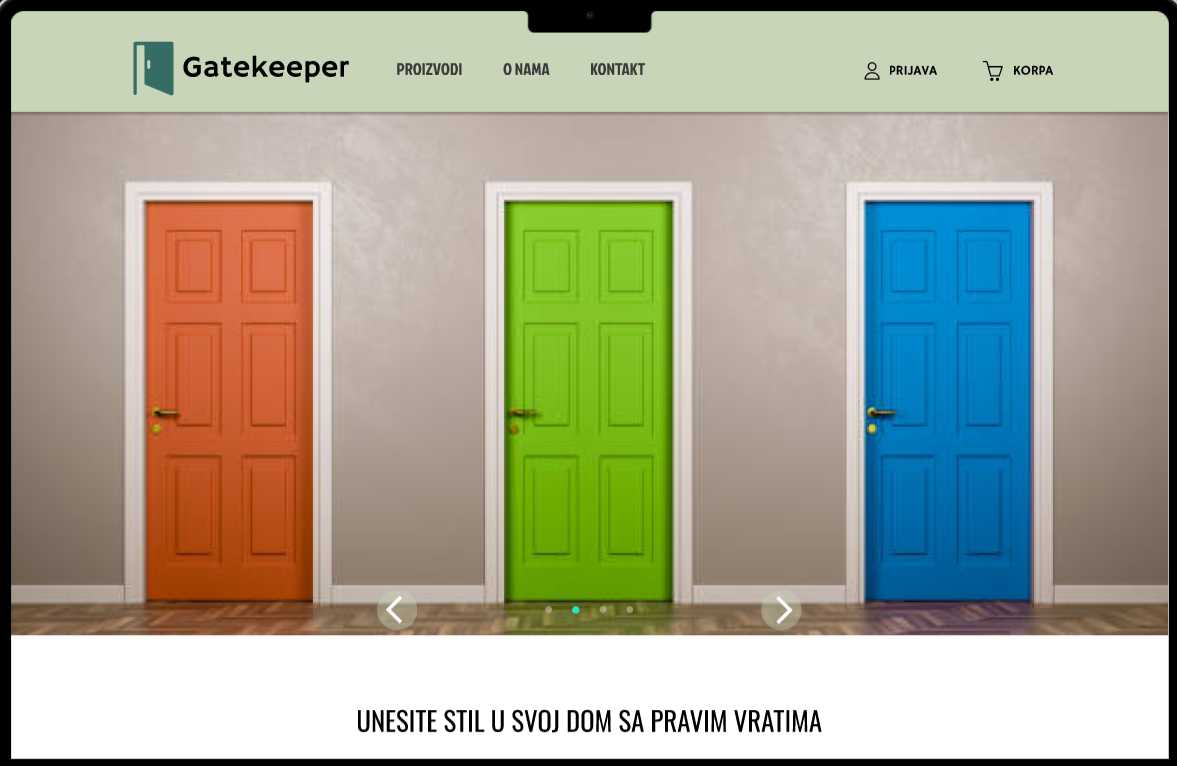 Gatekeeper
PROIZVODI
O NAMA
KONTAKT
PRIJAVA
KORPA
UNESITE STIL U SVOJ DOM SA PRAVIM VRATIMA